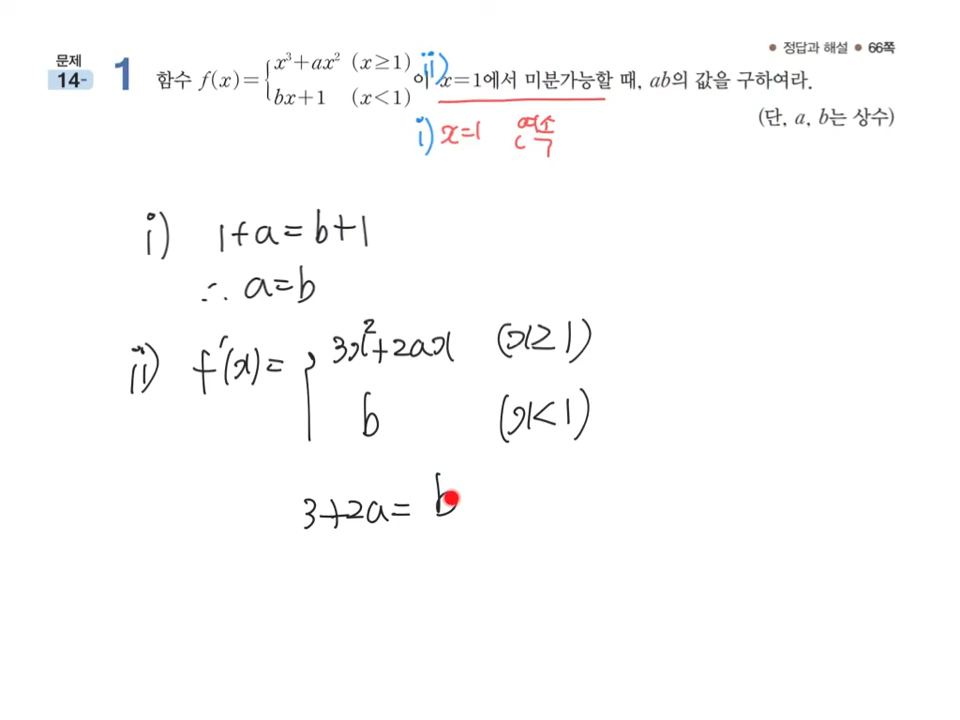 ● 정답과 해설 ● 66쪽
문제 14- 1 함수 f(x)={x³+ax² (x≥1) bx+1 (x<1) 이 x=1에서 미분가능할 때, ab의 값을 구하여라.
(단, a, b는 상수)
ii)
i) x=1 연속
i) 1+a=b+1
∴ a=b
ii) f'(x)= { 3x²+2ax (x≥1)
b (x<1)
3+2a= b